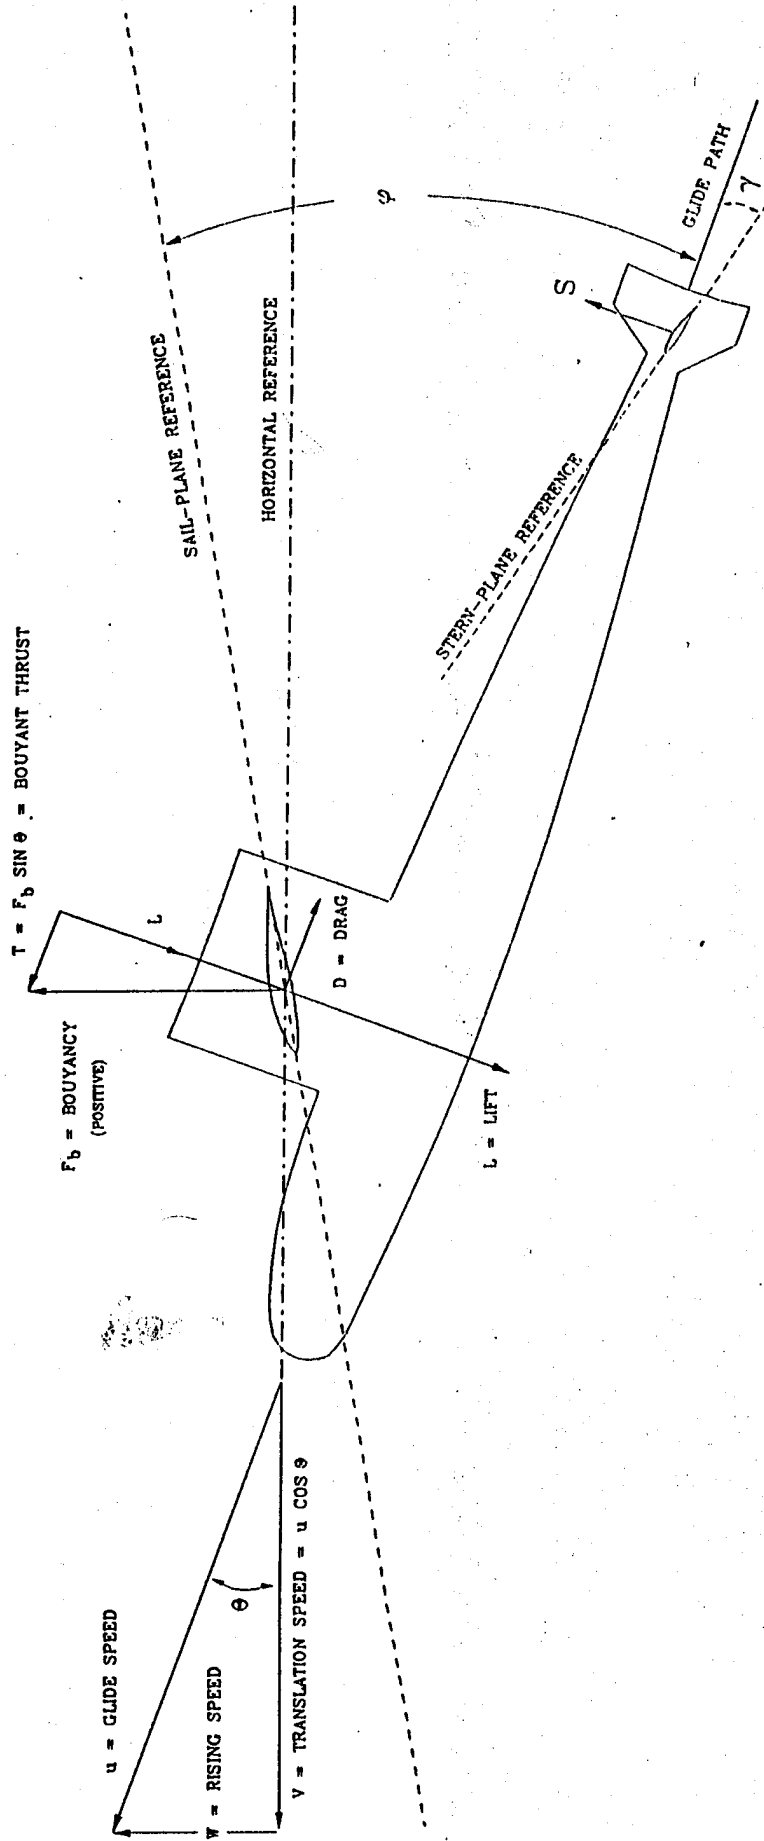 T = F_b SIN θ . = BOUYANT THRUST
F_b = BOUYANCY
(POSITIVE)
L
D = DRAG
L = LIFT
SAIL-PLANE REFERENCE
HORIZONTAL REFERENCE
φ
STERN-PLANE REFERENCE
S
GLIDE PATH
γ
u = GLIDE SPEED
W = RISING SPEED
θ
V = TRANSLATION SPEED = u COS θ